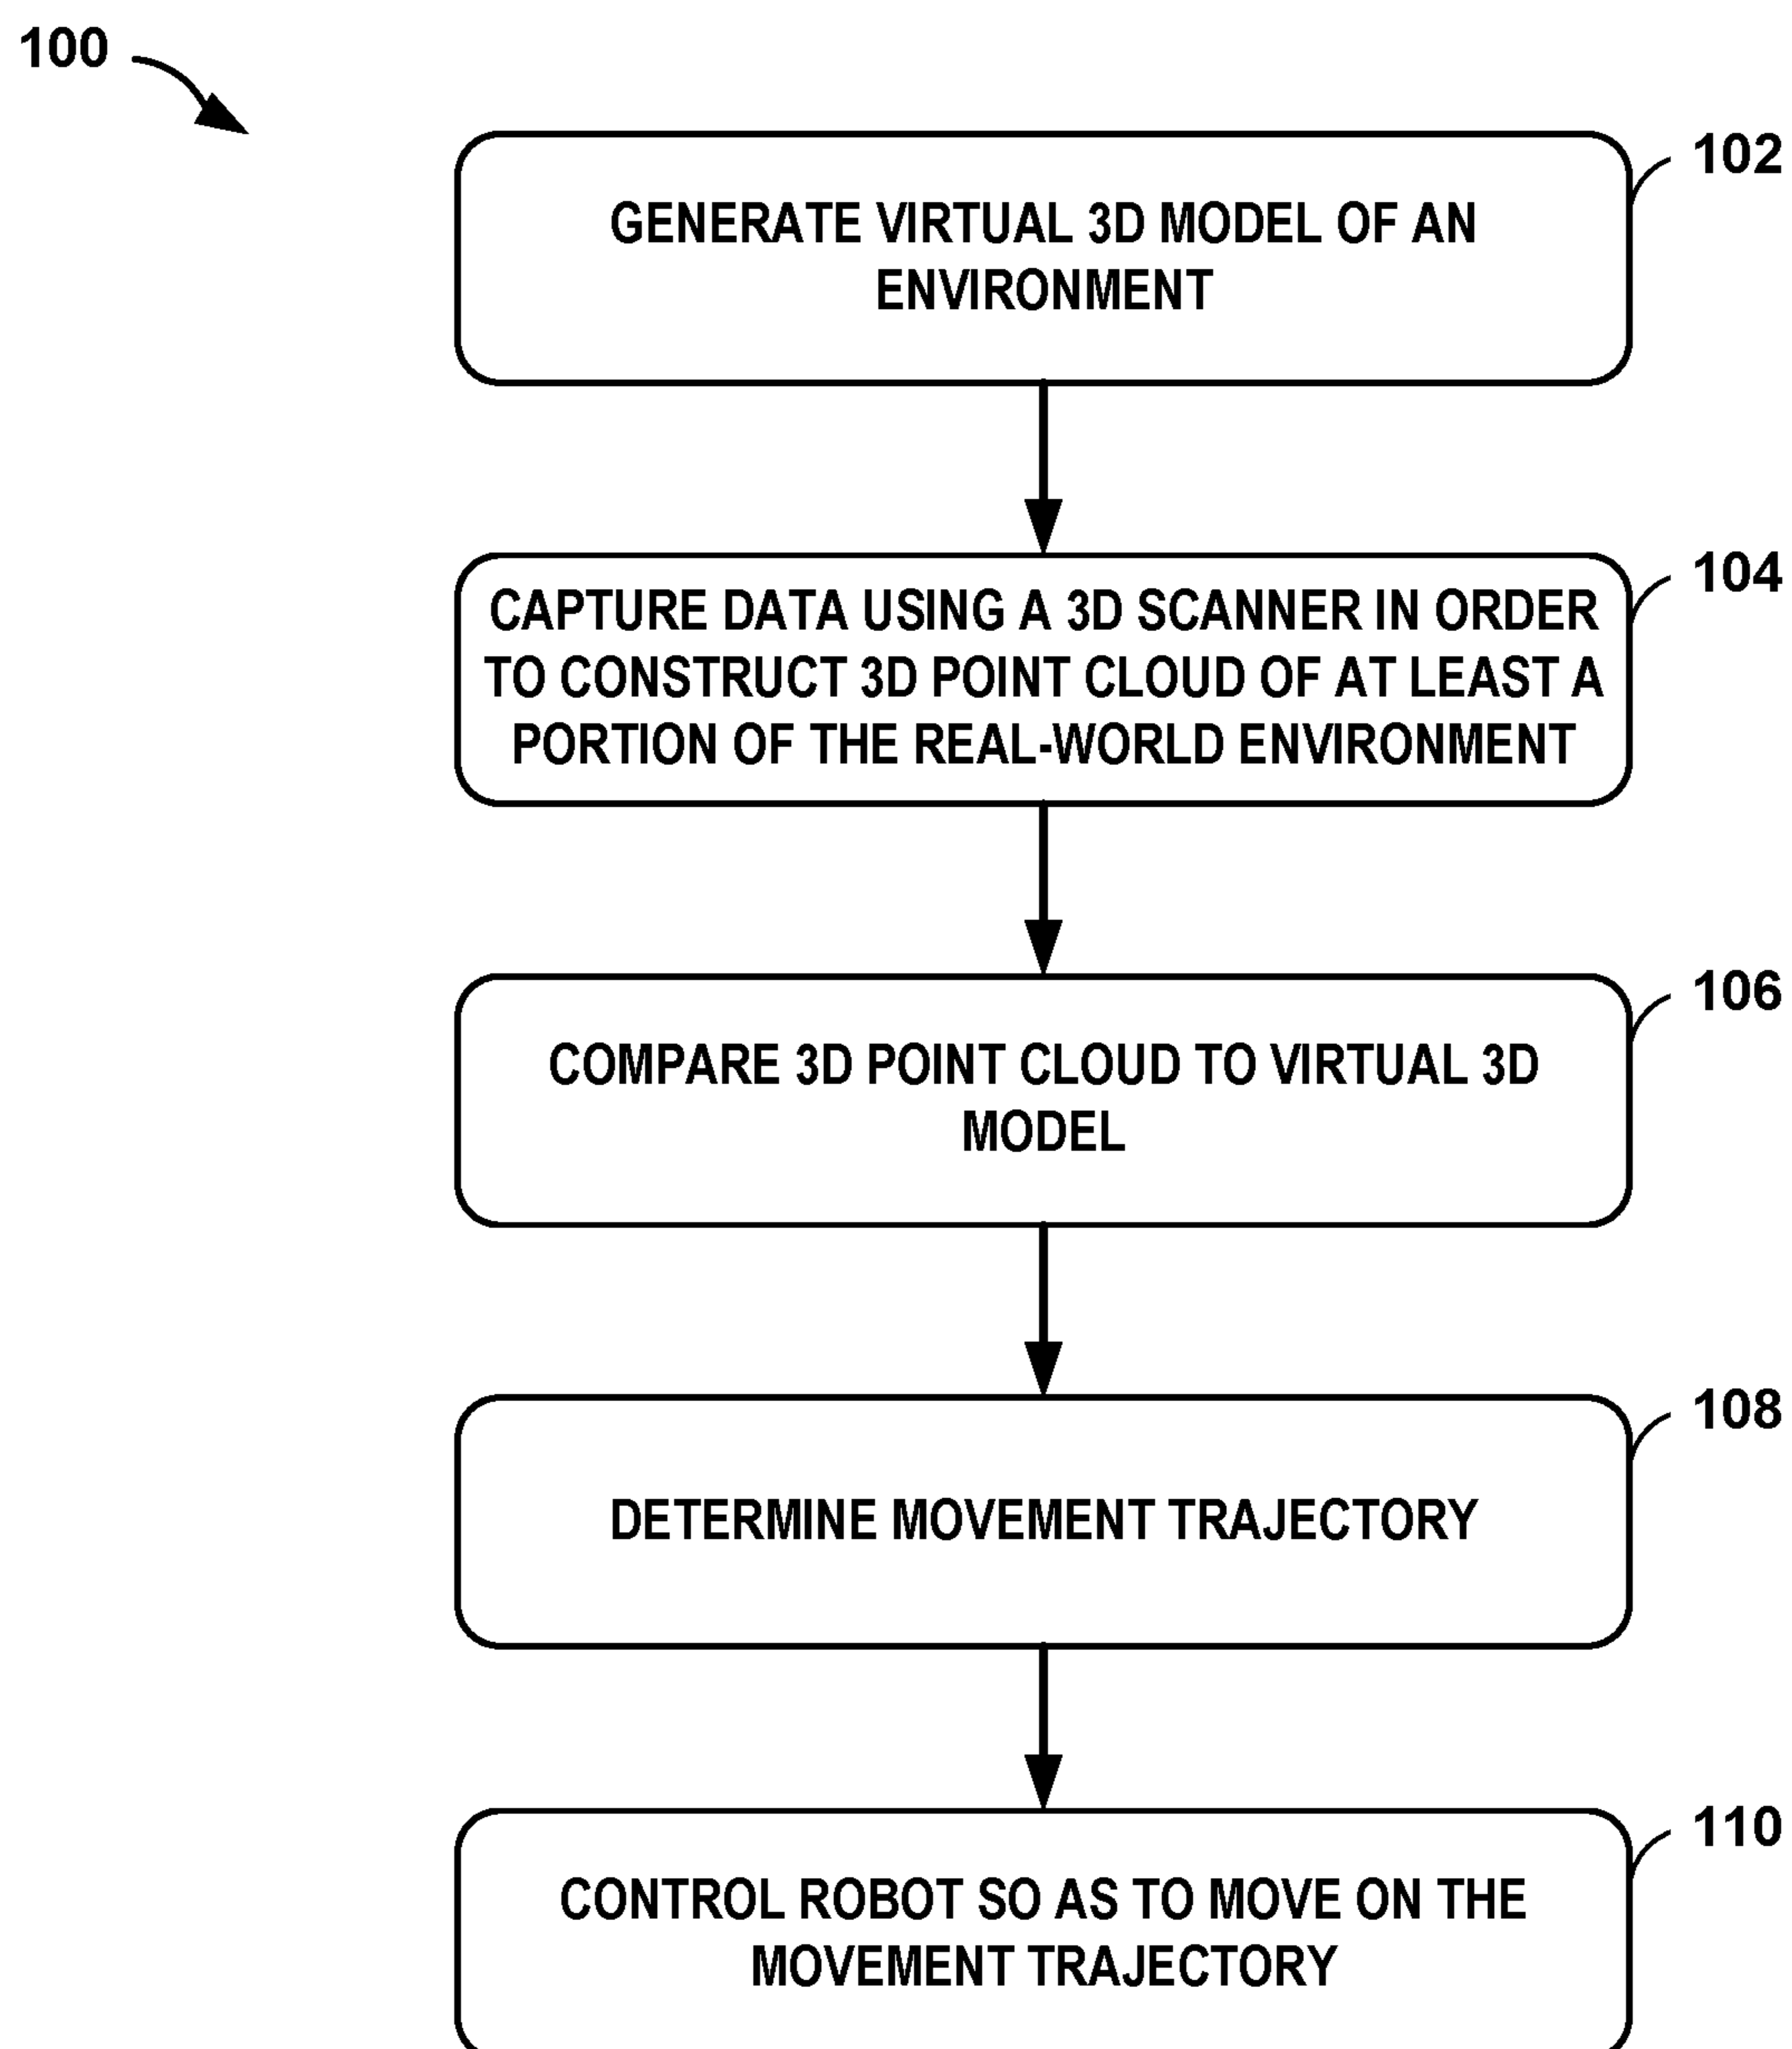 100
102
GENERATE VIRTUAL 3D MODEL OF AN
ENVIRONMENT
104
CAPTURE DATA USING A 3D SCANNER IN ORDER
TO CONSTRUCT 3D POINT CLOUD OF AT LEAST A
PORTION OF THE REAL-WORLD ENVIRONMENT
106
COMPARE 3D POINT CLOUD TO VIRTUAL 3D
MODEL
108
DETERMINE MOVEMENT TRAJECTORY
110
CONTROL ROBOT SO AS TO MOVE ON THE
MOVEMENT TRAJECTORY